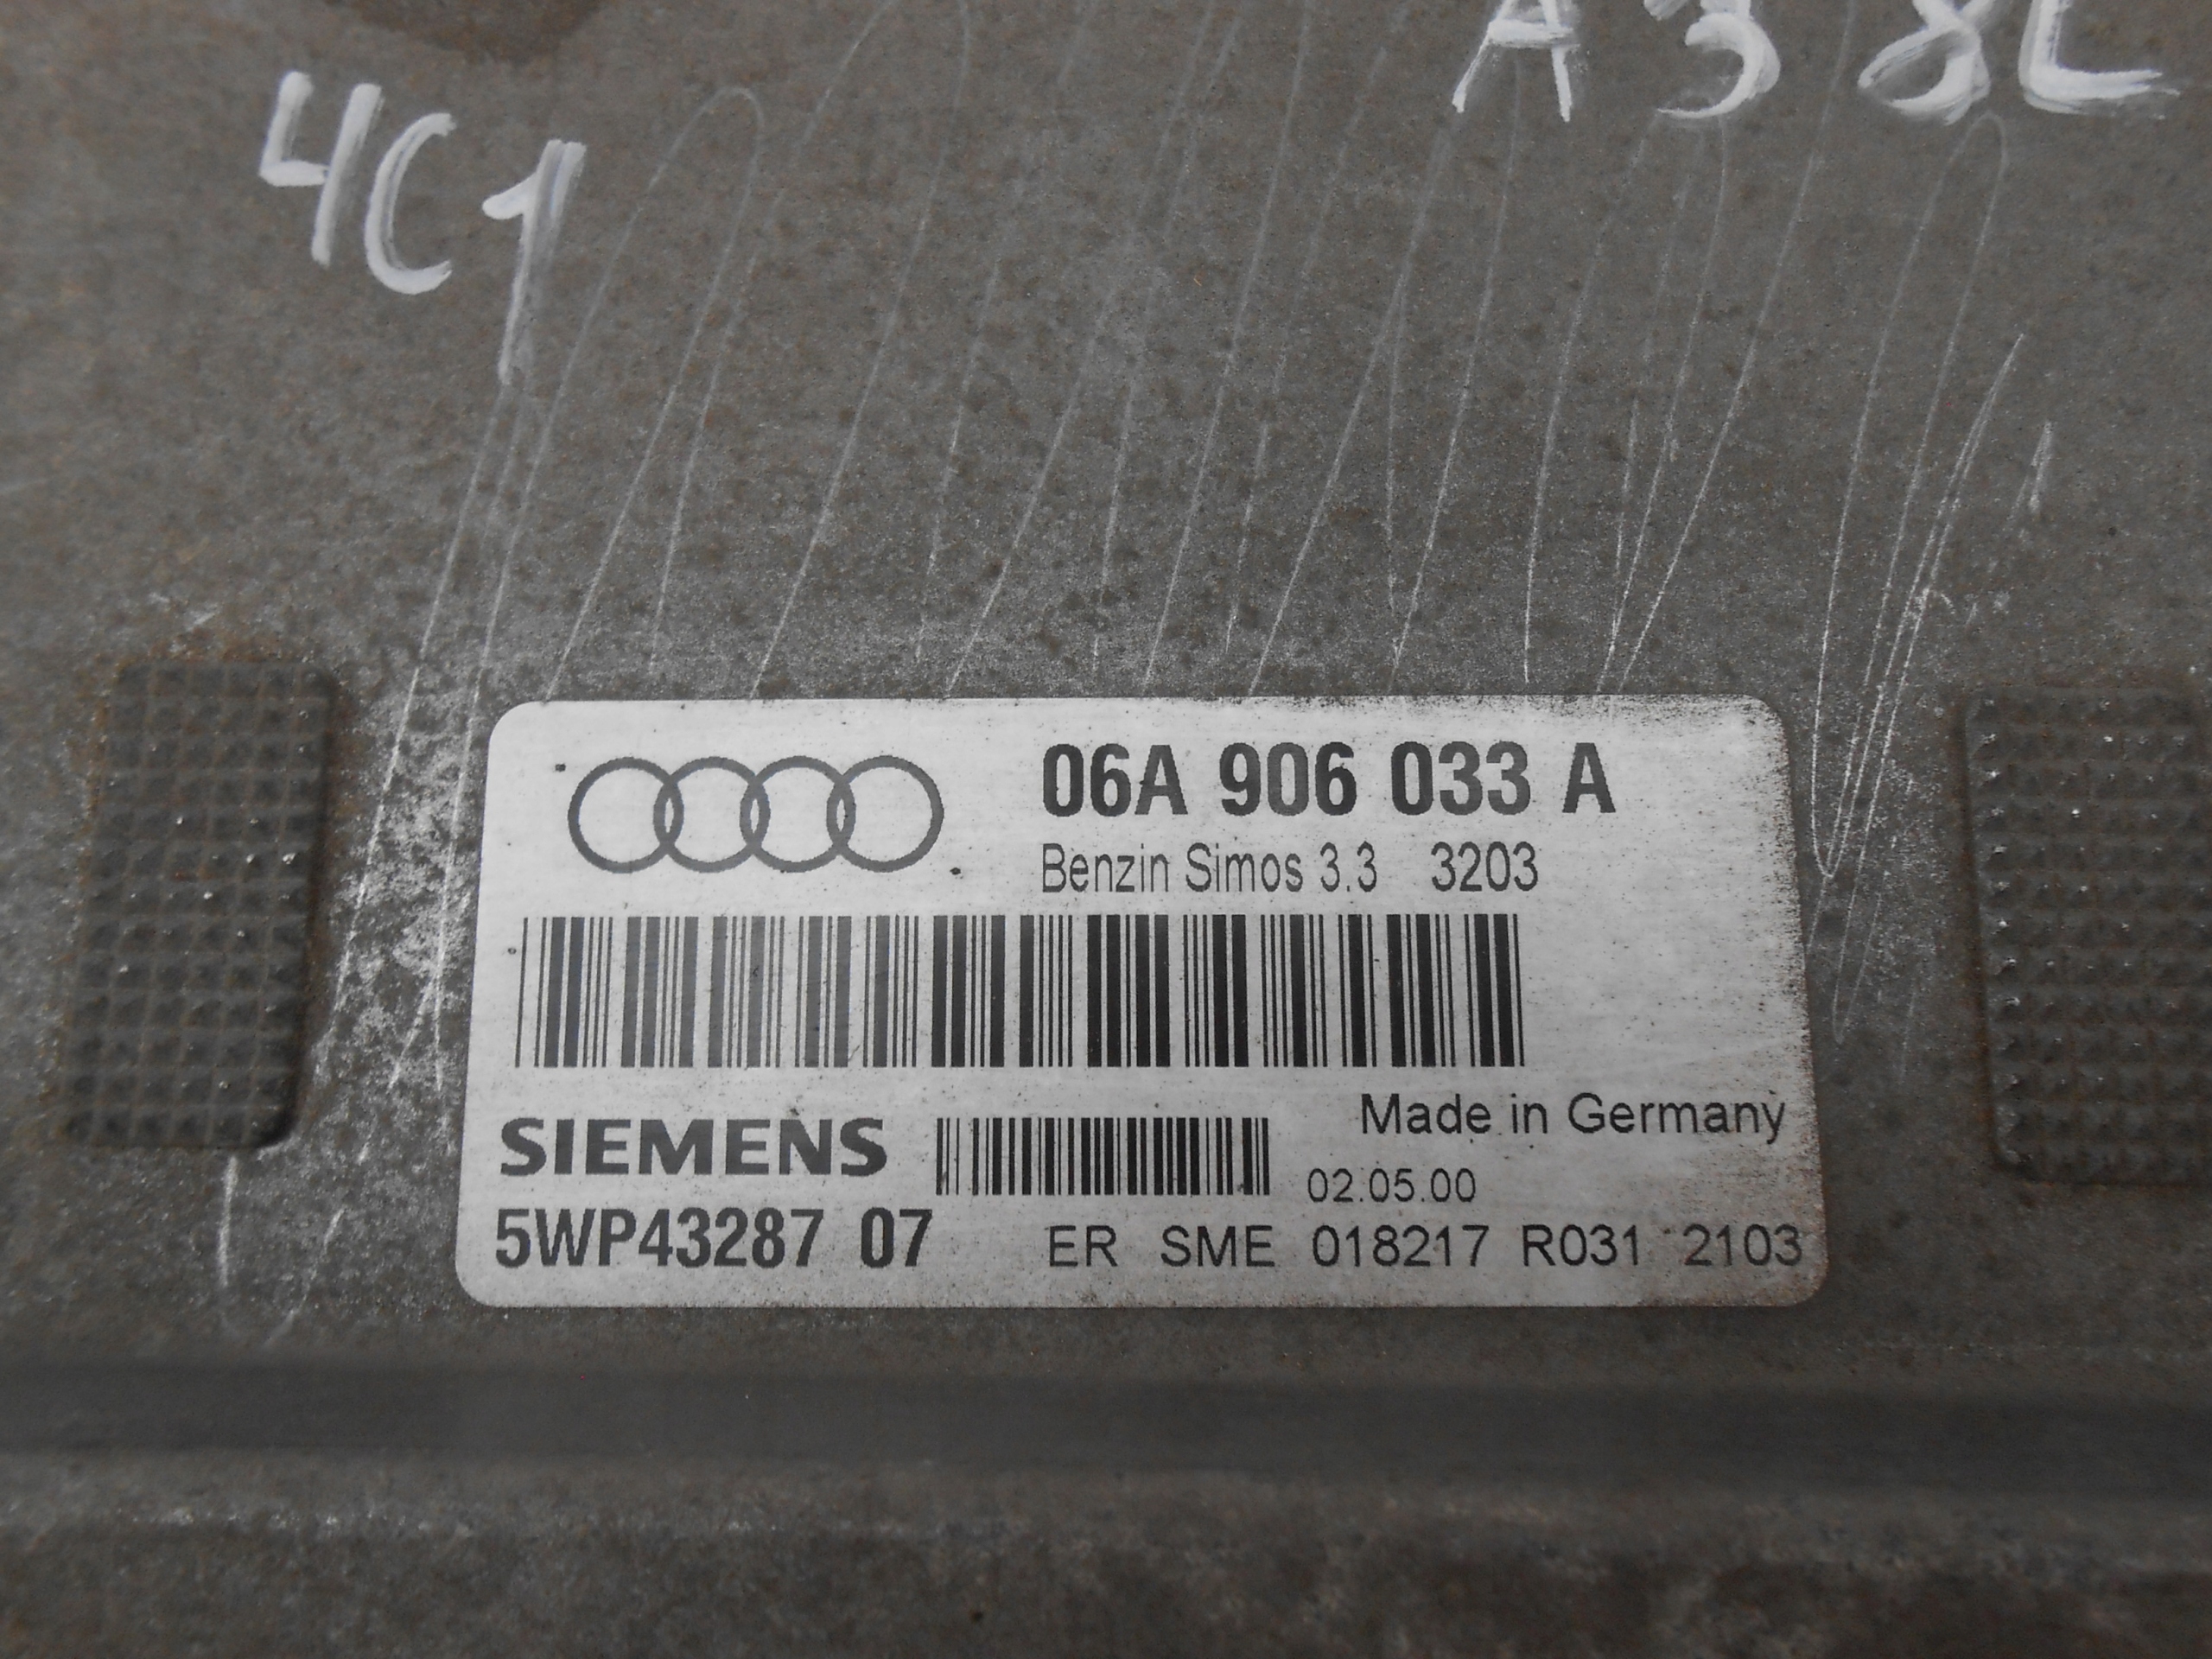 4C1
A3 8L
06A 906 033 A
Benzin Simos 3.3 3203
Made in Germany
SIEMENS
02.05.00
5WP43287 07 ER SME 018217 R031 2103